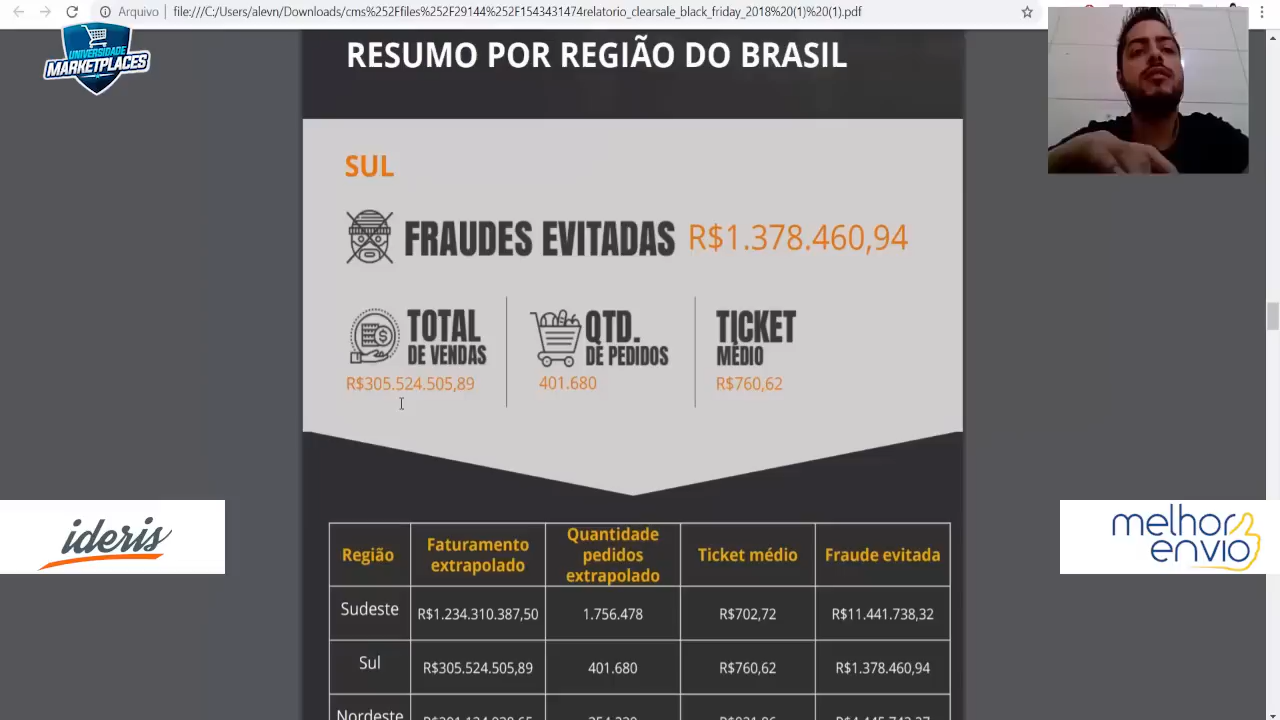 Arquivo
file:///C:/Users/alevn/Downloads/cms%252Ffiles%252F29144%252F1543431474relatorio_clearsale_black_friday_2018%20(1)%20(1).pdf
UNIVERSIDADE
MARKETPLACES
RESUMO POR REGIÃO DO BRASIL
SUL
FRAUDES EVITADAS R$1.378.460,94
TOTAL
DE VENDAS
R$305.524.505,89
QTD.
DE PEDIDOS
401.680
TICKET
MÉDIO
R$760,62
ideris
melhor
envio
Região Faturamento extrapolado Quantidade pedidos extrapolado Ticket médio Fraude evitada
Sudeste R$1.234.310.387,50 1.756.478 R$702,72 R$11.441.738,32
Sul R$305.524.505,89 401.680 R$760,62 R$1.378.460,94
Nordeste